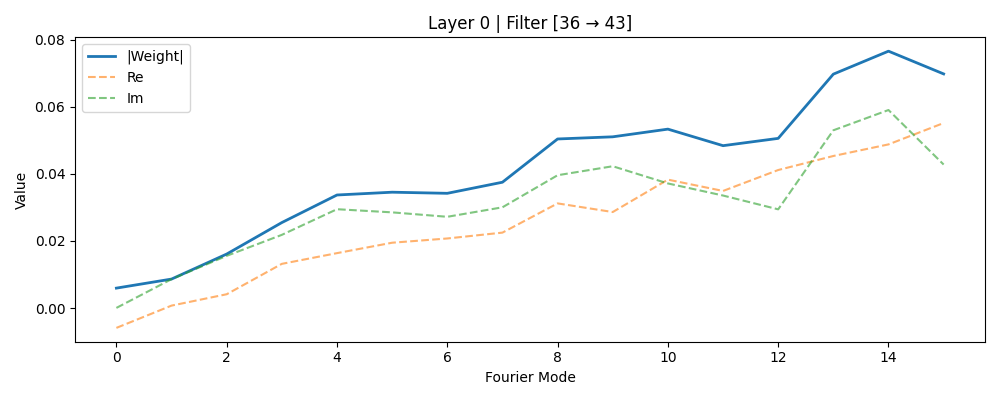 Layer 0 | Filter [36 → 43]
|Weight|
Re
Im
Value
0.08
0.06
0.04
0.02
0.00
0 2 4 6 8 10 12 14
Fourier Mode